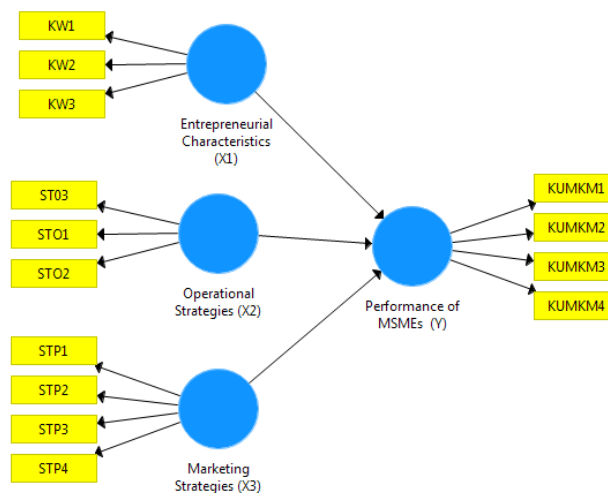 KW1
KW2
KW3
Entrepreneurial
Characteristics
(X1)
ST03
STO1
STO2
Operational
Strategies (X2)
STP1
STP2
STP3
STP4
Marketing
Strategies (X3)
Performance of
MSMEs (Y)
KUMKM1
KUMKM2
KUMKM3
KUMKM4